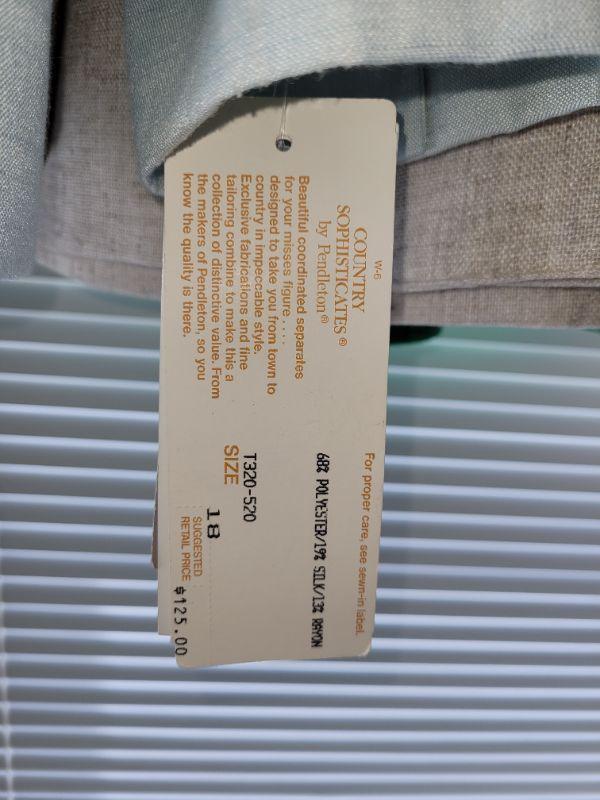 W-6
COUNTRY
SOPHISTICATES®
by Pendleton®
Beautiful coordinated separates
for your misses figure . . . .
designed to take you from town to
country in impeccable style.
Exclusive fabrications and fine
tailoring combine to make this a
collection of distinctive value. From
the makers of Pendleton, so you
know the quality is there.
For proper care, see sewn-in label.
68% POLYESTER/19% SILK/13% RAYON
T320-520
SIZE
18
SUGGESTED
RETAIL PRICE $125.00